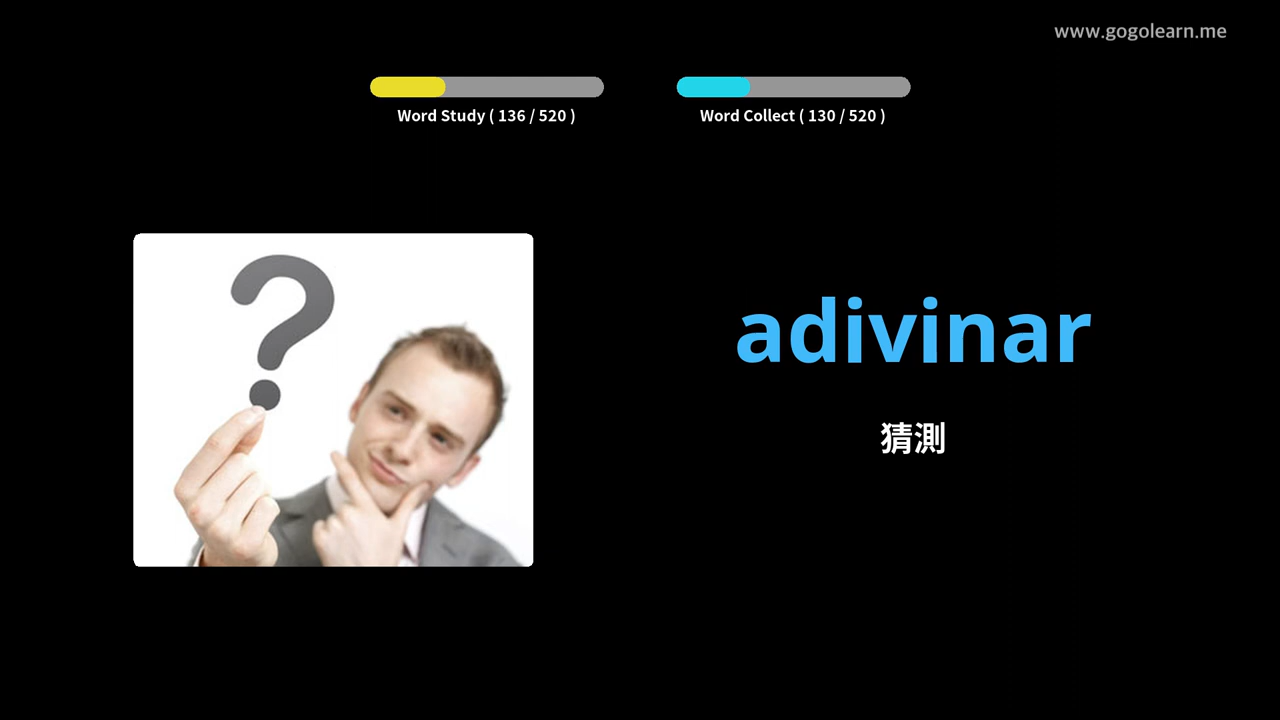 www.gogolearn.me
Word Study ( 136 / 520 )
Word Collect ( 130 / 520 )
?
adivinar
猜測